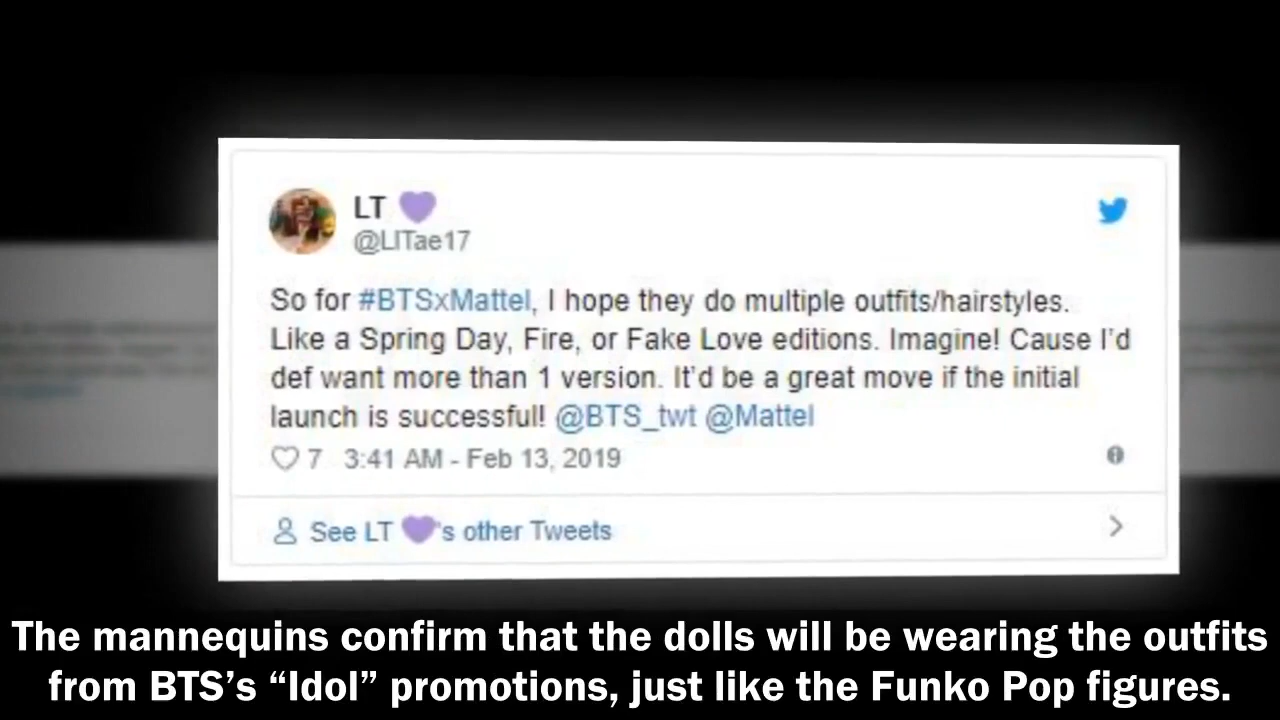 LT 💜
@LlTae17
So for #BTSxMattel, I hope they do multiple outfits/hairstyles.
Like a Spring Day, Fire, or Fake Love editions. Imagine! Cause I'd
def want more than 1 version. It'd be a great move if the initial
launch is successful! @BTS_twt @Mattel
7 3:41 AM - Feb 13, 2019
See LT 💜's other Tweets
The mannequins confirm that the dolls will be wearing the outfits
from BTS's “Idol” promotions, just like the Funko Pop figures.